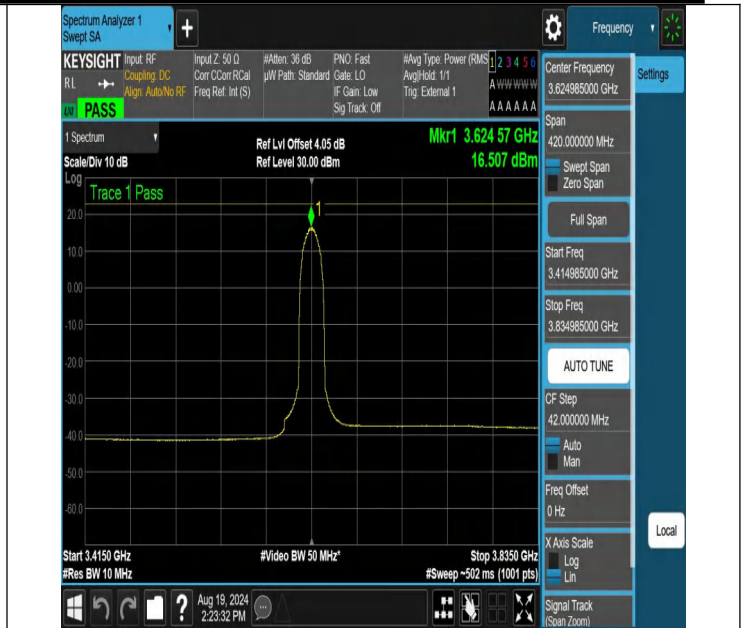 Spectrum Analyzer 1
Swept SA
Frequency
KEYSIGHT
RL
PASS
Input: RF
Coupling: DC
Align: Auto/No RF
Input Z: 50 Ω
Corr CCorr RCal
Freq Ref: Int (S)
#Atten: 36 dB
µW Path: Standard
PNO: Fast
Gate: LO
IF Gain: Low
Sig Track: Off
#Avg Type: Power (RMS
Avg|Hold: 1/1
Trig: External 1
1 2 3 4 5 6
A W W W W W
A A A A A A
1 Spectrum
Scale/Div 10 dB
Ref Lvl Offset 4.05 dB
Ref Level 30.00 dBm
Mkr1 3.624 57 GHz
16.507 dBm
Log
Trace 1 Pass
1
20.0
10.0
0.00
-10.0
-20.0
-30.0
-40.0
-50.0
-60.0
Start 3.4150 GHz
#Res BW 10 MHz
#Video BW 50 MHz*
Stop 3.8350 GHz
#Sweep ~502 ms (1001 pts)
Aug 19, 2024
2:23:32 PM
Center Frequency
3.624985000 GHz
Settings
Span
420.000000 MHz
Swept Span
Zero Span
Full Span
Start Freq
3.414985000 GHz
Stop Freq
3.834985000 GHz
AUTO TUNE
CF Step
42.000000 MHz
Auto
Man
Freq Offset
0 Hz
X Axis Scale
Log
Lin
Local
Signal Track
(Span Zoom)